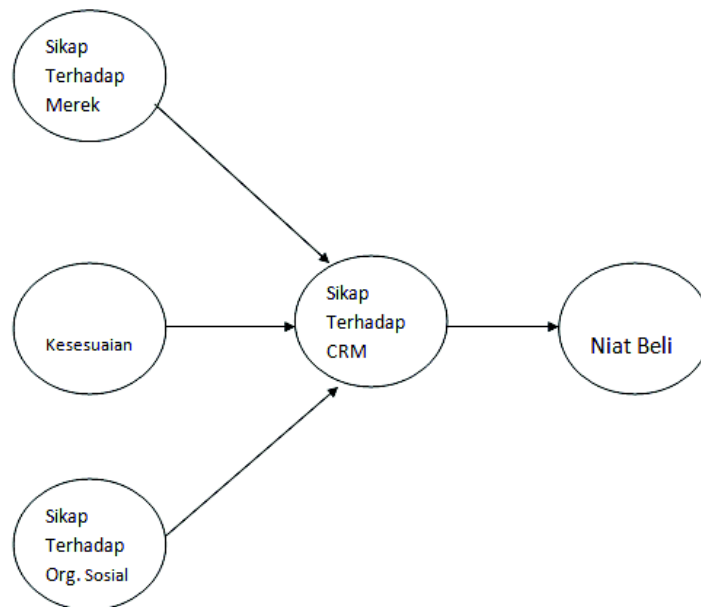 Sikap
Terhadap
Merek
Kesesuaian
Sikap
Terhadap
Org. Sosial
Sikap
Terhadap
CRM
Niat Beli